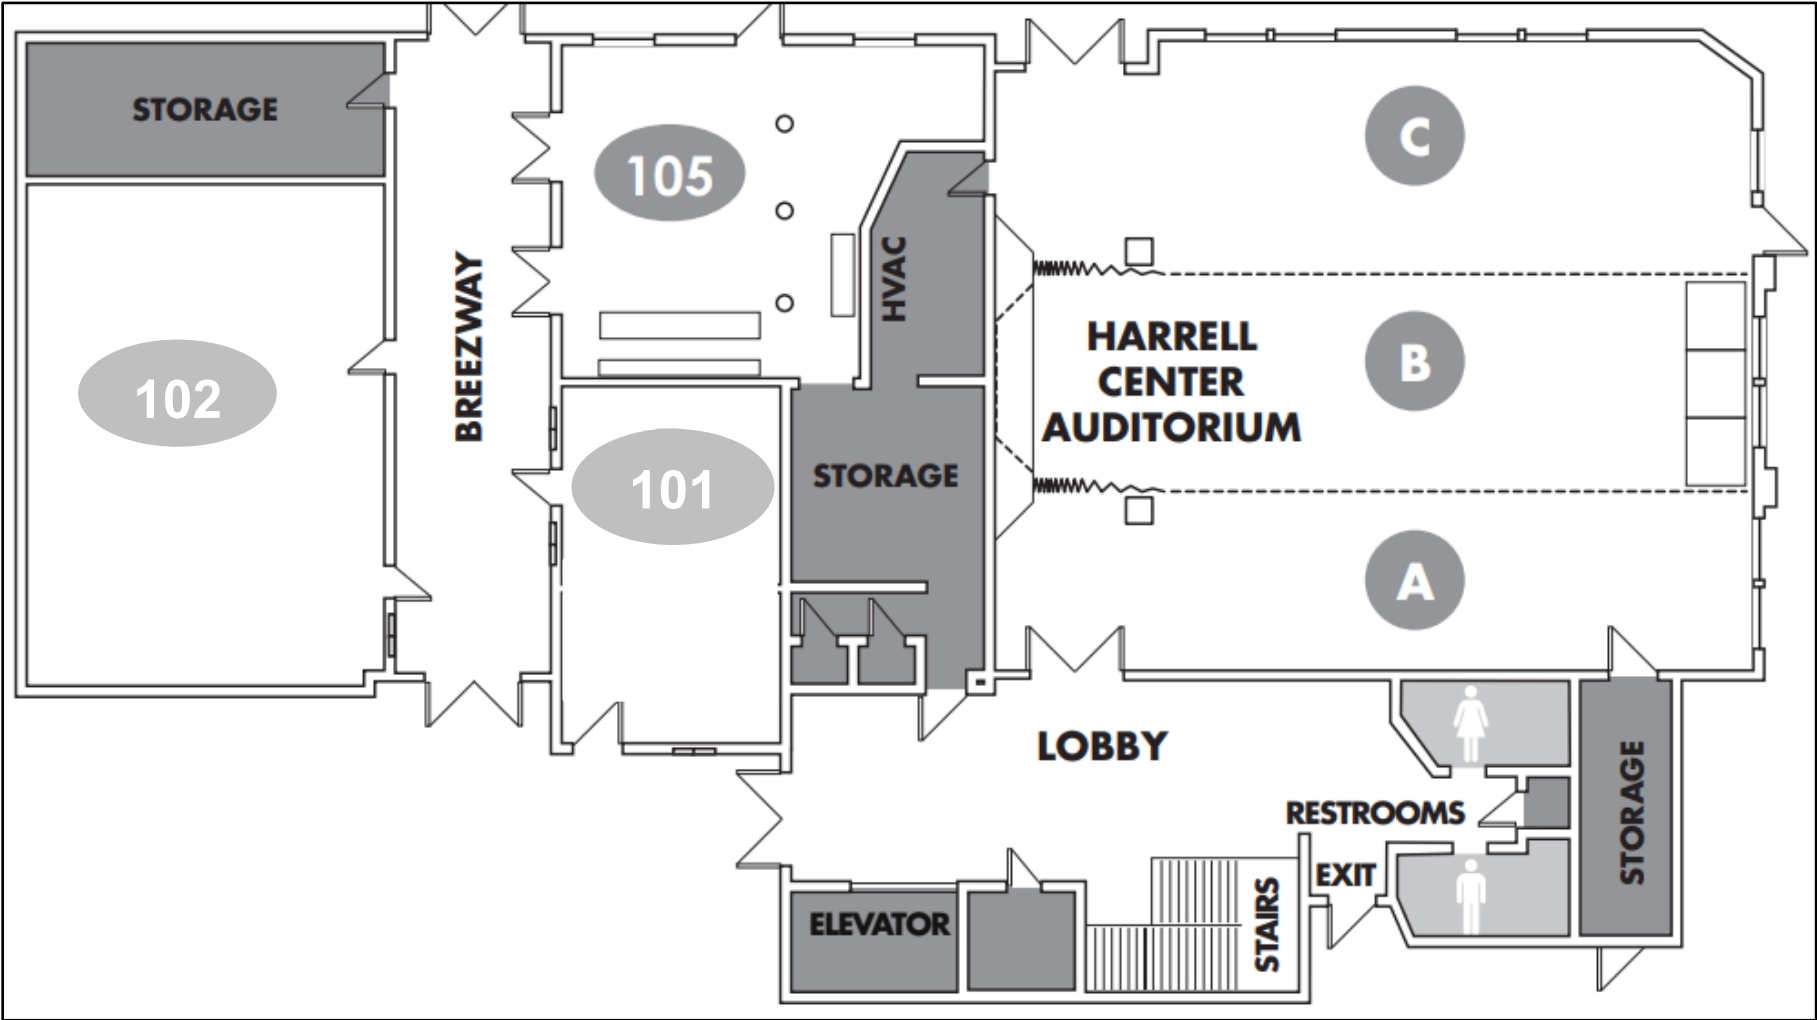 STORAGE
102
BREEZWAY
105
HVAC
101
STORAGE
C
HARRELL
CENTER
AUDITORIUM
B
A
LOBBY
RESTROOMS
EXIT
STORAGE
ELEVATOR
STAIRS